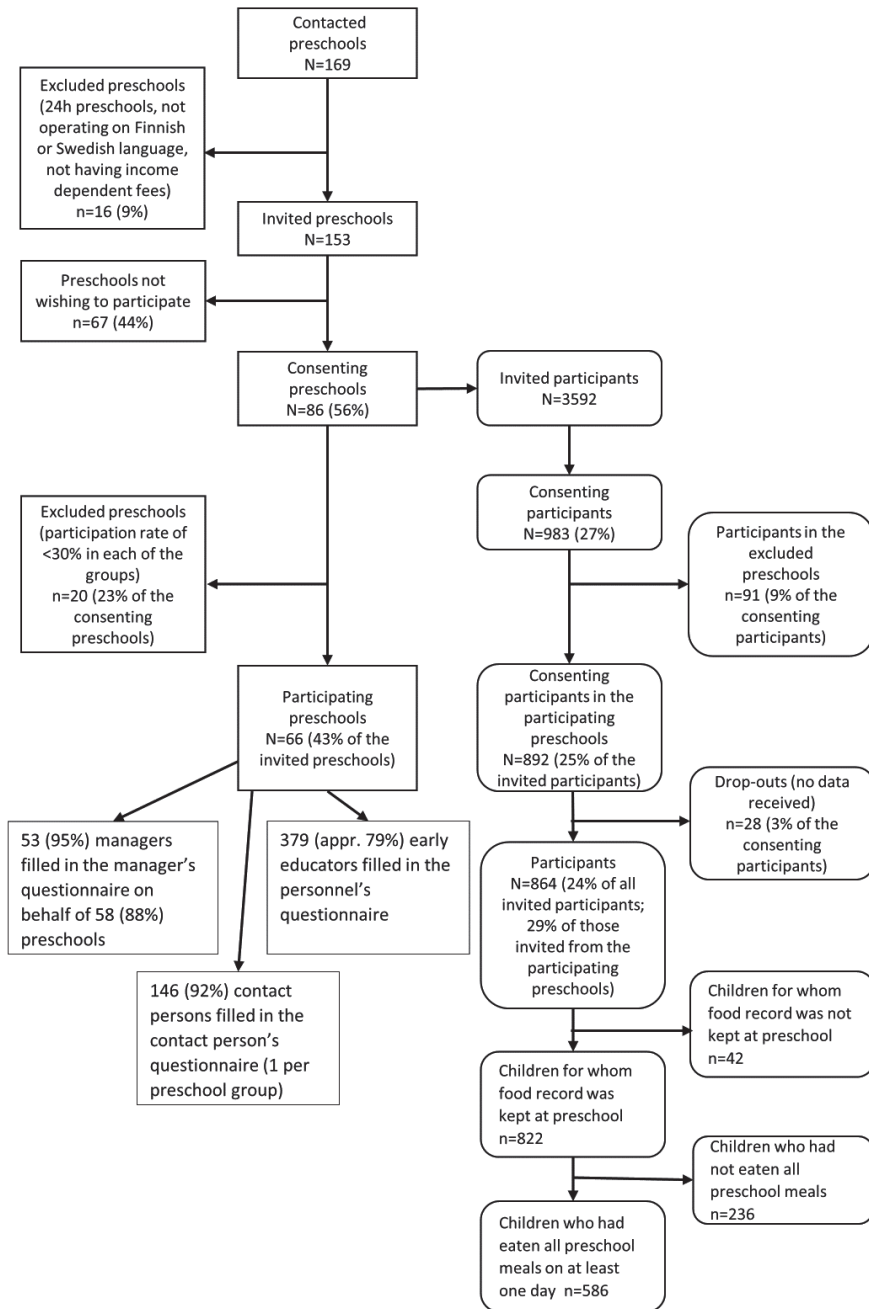 Contacted
preschools
N=169
Excluded preschools
(24h preschools, not
operating on Finnish
or Swedish language,
not having income
dependent fees)
n=16 (9%)
Invited preschools
N=153
Preschools not
wishing to participate
n=67 (44%)
Consenting
preschools
N=86 (56%)
Invited participants
N=3592
Consenting
participants
N=983 (27%)
Excluded preschools
(participation rate of
<30% in each of the
groups)
n=20 (23% of the
consenting
preschools)
Participants in the
excluded
preschools
n=91 (9% of the
consenting
participants)
Participating
preschools
N=66 (43% of the
invited preschools)
Consenting
participants in the
participating
preschools
N=892 (25% of the
invited participants)
Drop-outs (no data
received)
n=28 (3% of the
consenting
participants)
53 (95%) managers
filled in the manager’s
questionnaire on
behalf of 58 (88%)
preschools
379 (appr. 79%) early
educators filled in the
personnel’s
questionnaire
Participants
N=864 (24% of all
invited participants;
29% of those
invited from the
participating
preschools)
146 (92%) contact
persons filled in the
contact person’s
questionnaire (1 per
preschool group)
Children for whom
food record was not
kept at preschool
n=42
Children for whom
food record was
kept at preschool
n=822
Children who had
not eaten all
preschool meals
n=236
Children who had
eaten all preschool
meals on at least
one day n=586